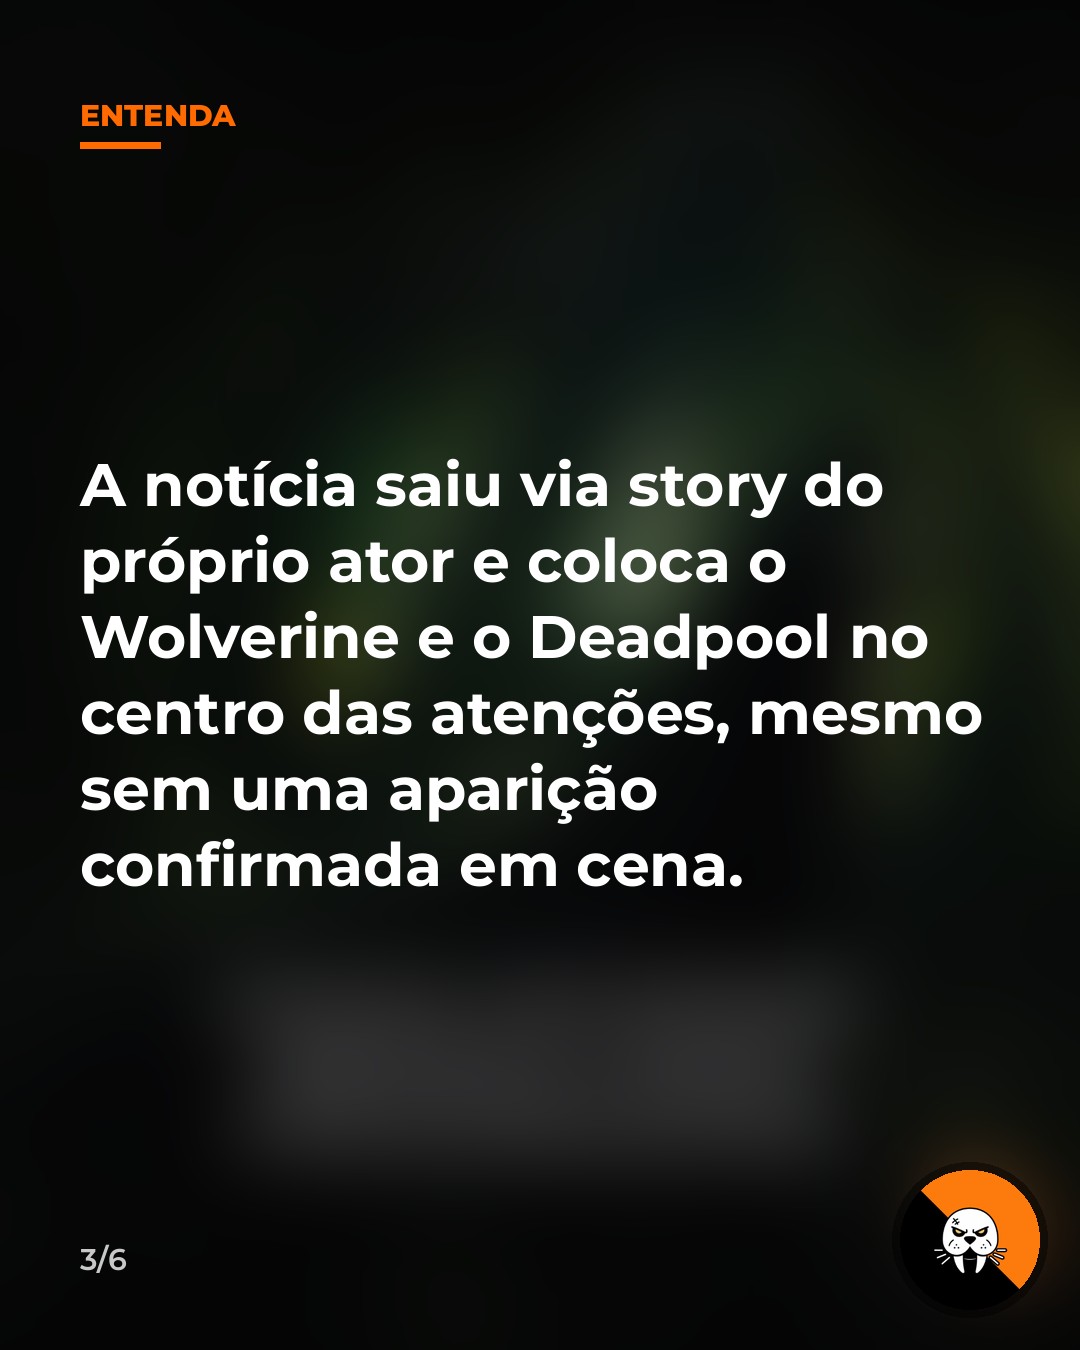 ENTENDA
A notícia saiu via story do
próprio ator e coloca o
Wolverine e o Deadpool no
centro das atenções, mesmo
sem uma aparição
confirmada em cena.
3/6